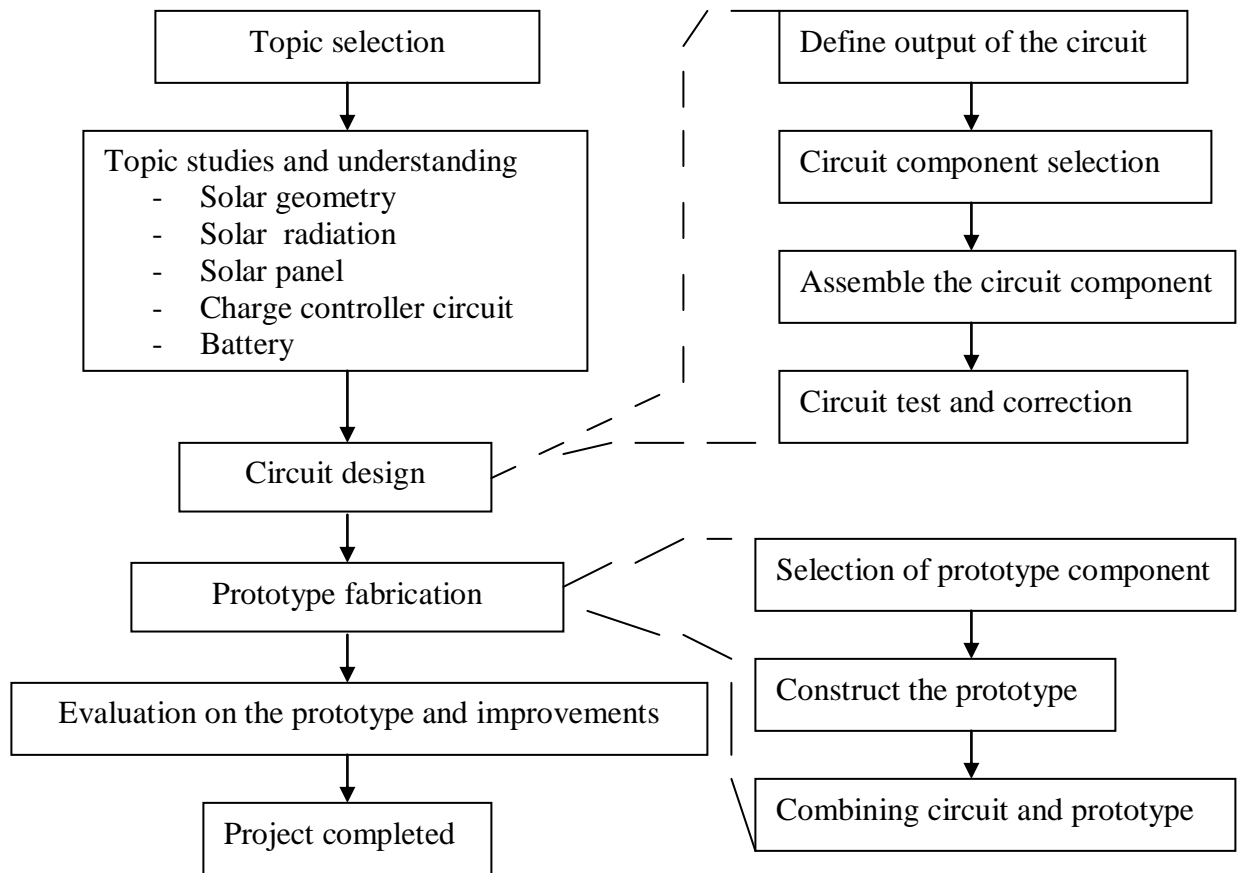 Topic selection
Topic studies and understanding
- Solar geometry
- Solar radiation
- Solar panel
- Charge controller circuit
- Battery
Circuit design
Prototype fabrication
Evaluation on the prototype and improvements
Project completed
Define output of the circuit
Circuit component selection
Assemble the circuit component
Circuit test and correction
Selection of prototype component
Construct the prototype
Combining circuit and prototype